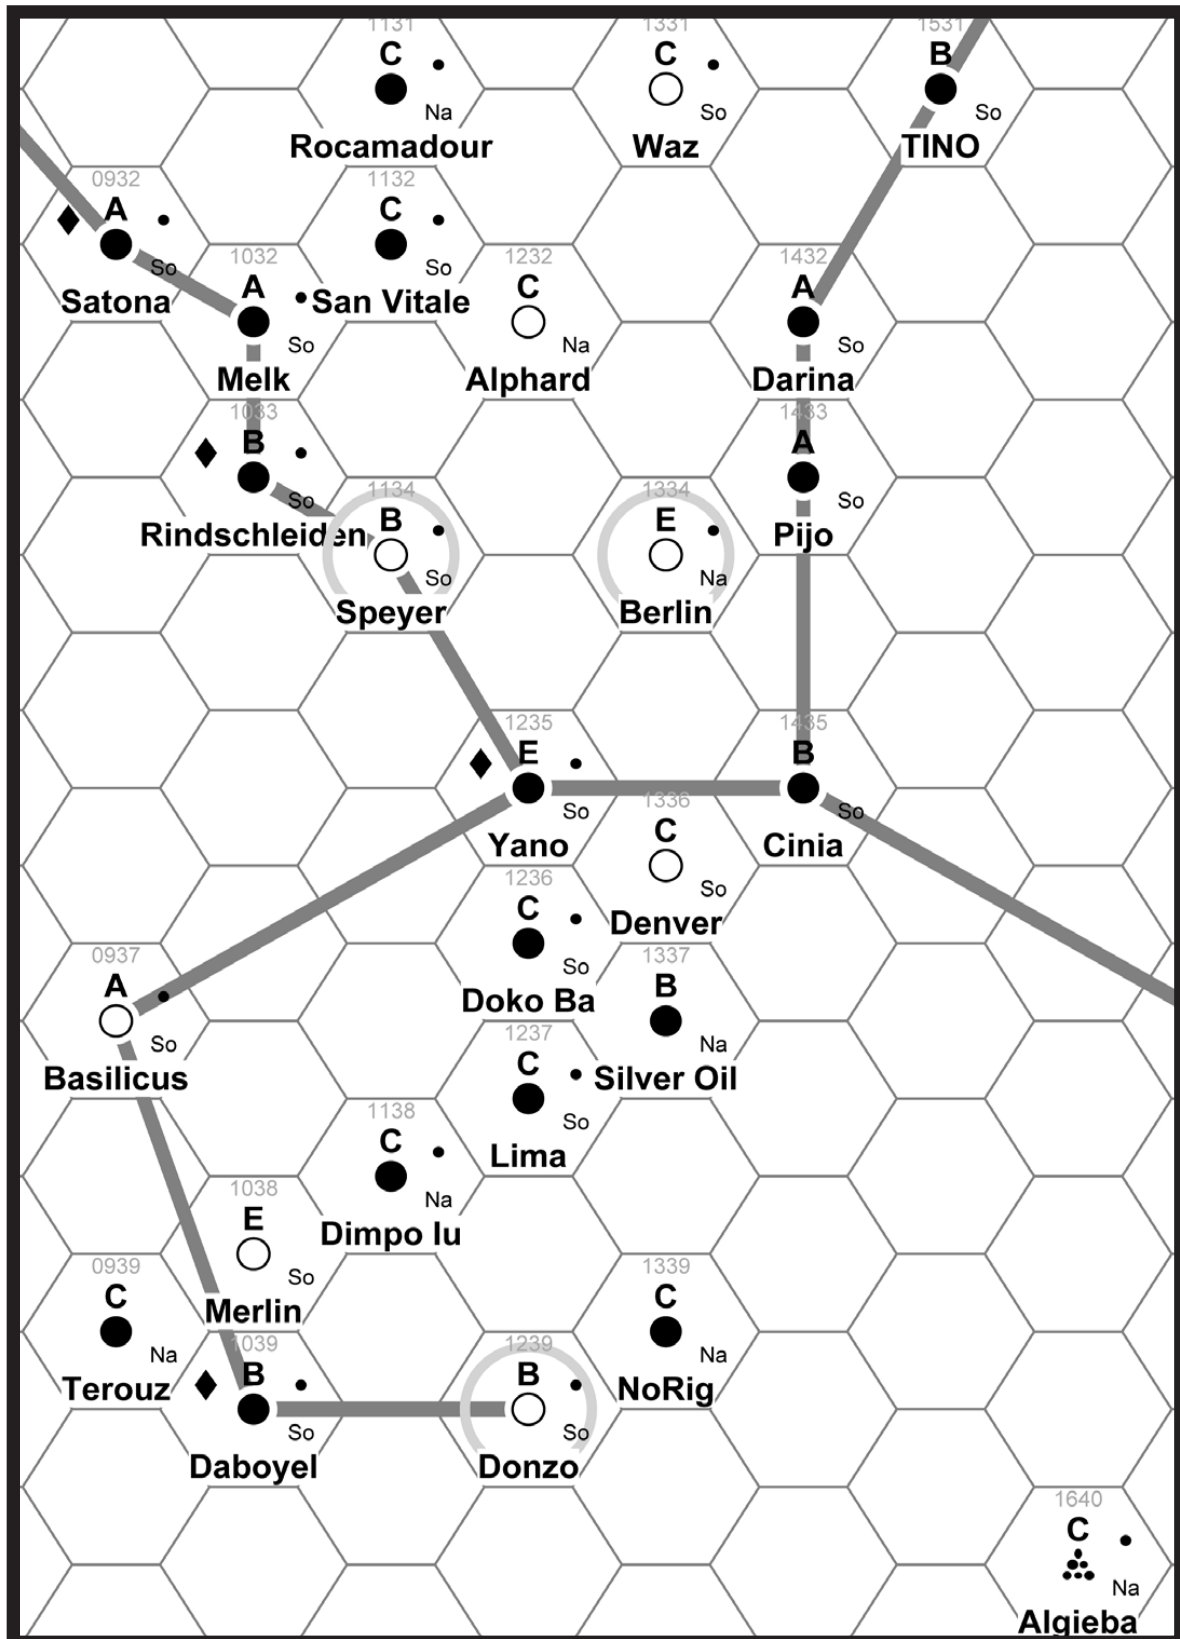 1131
C
Na
Rocamadour
1331
C
So
Waz
1531
B
So
TINO
0932
A
So
Satona
1132
C
So
San Vitale
1032
A
So
Melk
1232
C
Na
Alphard
1432
A
So
Darina
1033
B
So
Rindschleiden
1433
A
So
Pijo
1134
B
So
Speyer
1334
E
Na
Berlin
1235
E
So
Yano
1435
B
So
Cinia
1336
C
So
Denver
1236
C
So
Doko Ba
0937
A
So
Basilicus
1337
B
Na
Silver Oil
1237
C
So
Lima
1138
C
Na
Dimpo Iu
1038
E
So
Merlin
0939
C
Na
Terouz
1339
C
Na
NoRig
1039
B
So
Daboyel
1239
B
So
Donzo
1640
C
Na
Algieba